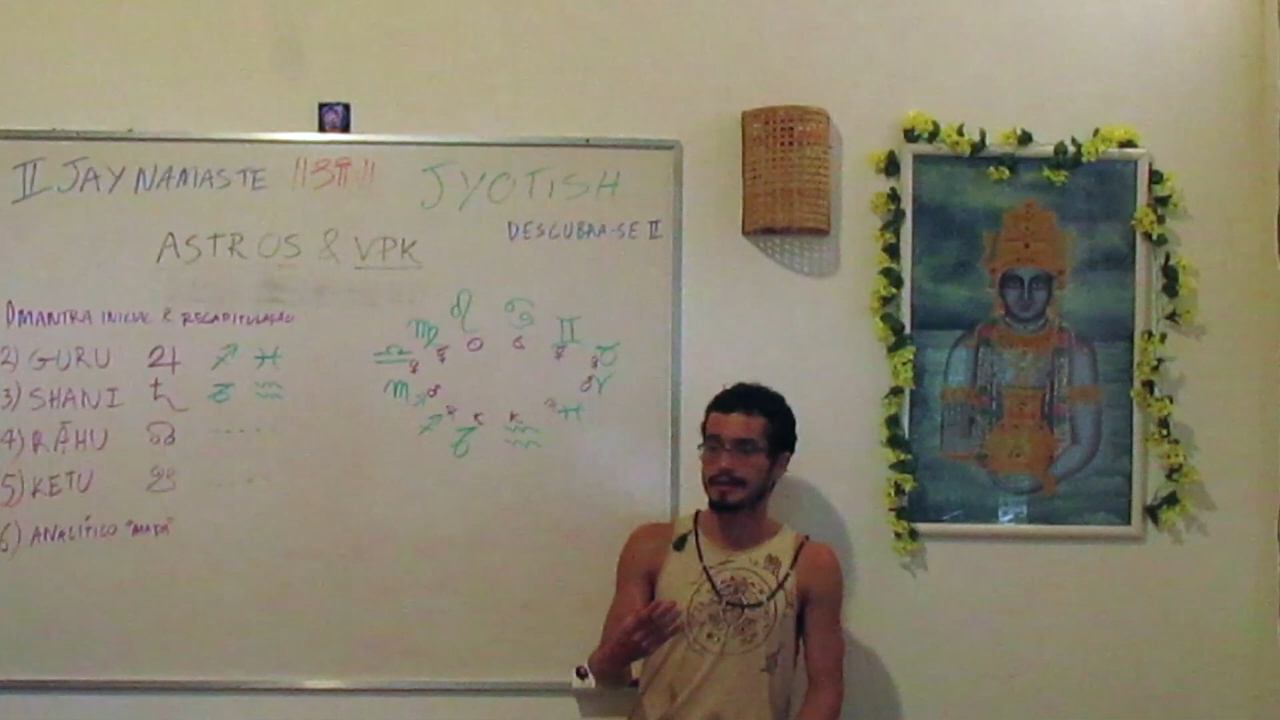 II JAY NAMASTE ||ॐ|| JYOTISH
DESCUBRA-SE II
ASTROS & VPK
1) MANTRA INICIAL & RECAPITULAÇÃO
2) GURU ♃ ♐ ♓
3) SHANI ♄ ♑ ♒
4) RĀHU ☊ -----
5) KETU ☋ -----
6) ANALÍTICO "MAPA"
♌ ♋
♍ ♊
♎ ♉
♏ ♈
♐ ♑ ♒ ♓